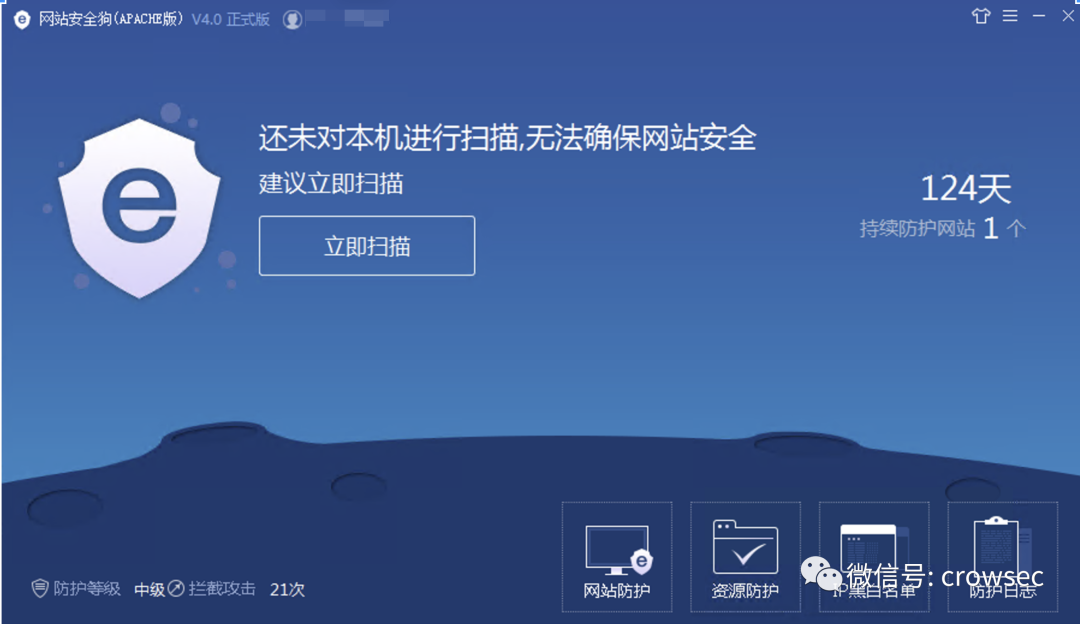 网站安全狗(APACHE版) V4.0 正式版
还未对本机进行扫描,无法确保网站安全
建议立即扫描
立即扫描
124天
持续防护网站 1 个
网站防护
资源防护
IP黑白名单
防护日志
微信号: crowsec
防护等级 中级 拦截攻击 21次